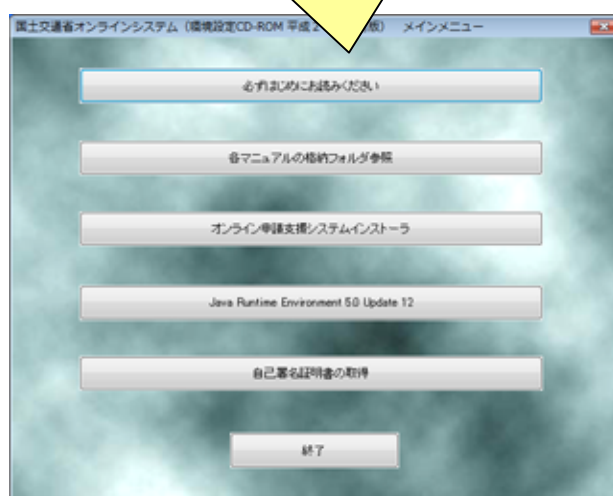 国土交通省オンラインシステム（環境設定CD-ROM 平成2 版） メインメニュー
必ずはじめにお読みください
各マニュアルの格納フォルダ参照
オンライン申請支援システムインストーラ
Java Runtime Environment 5.0 Update 12
自己署名証明書の取得
終了